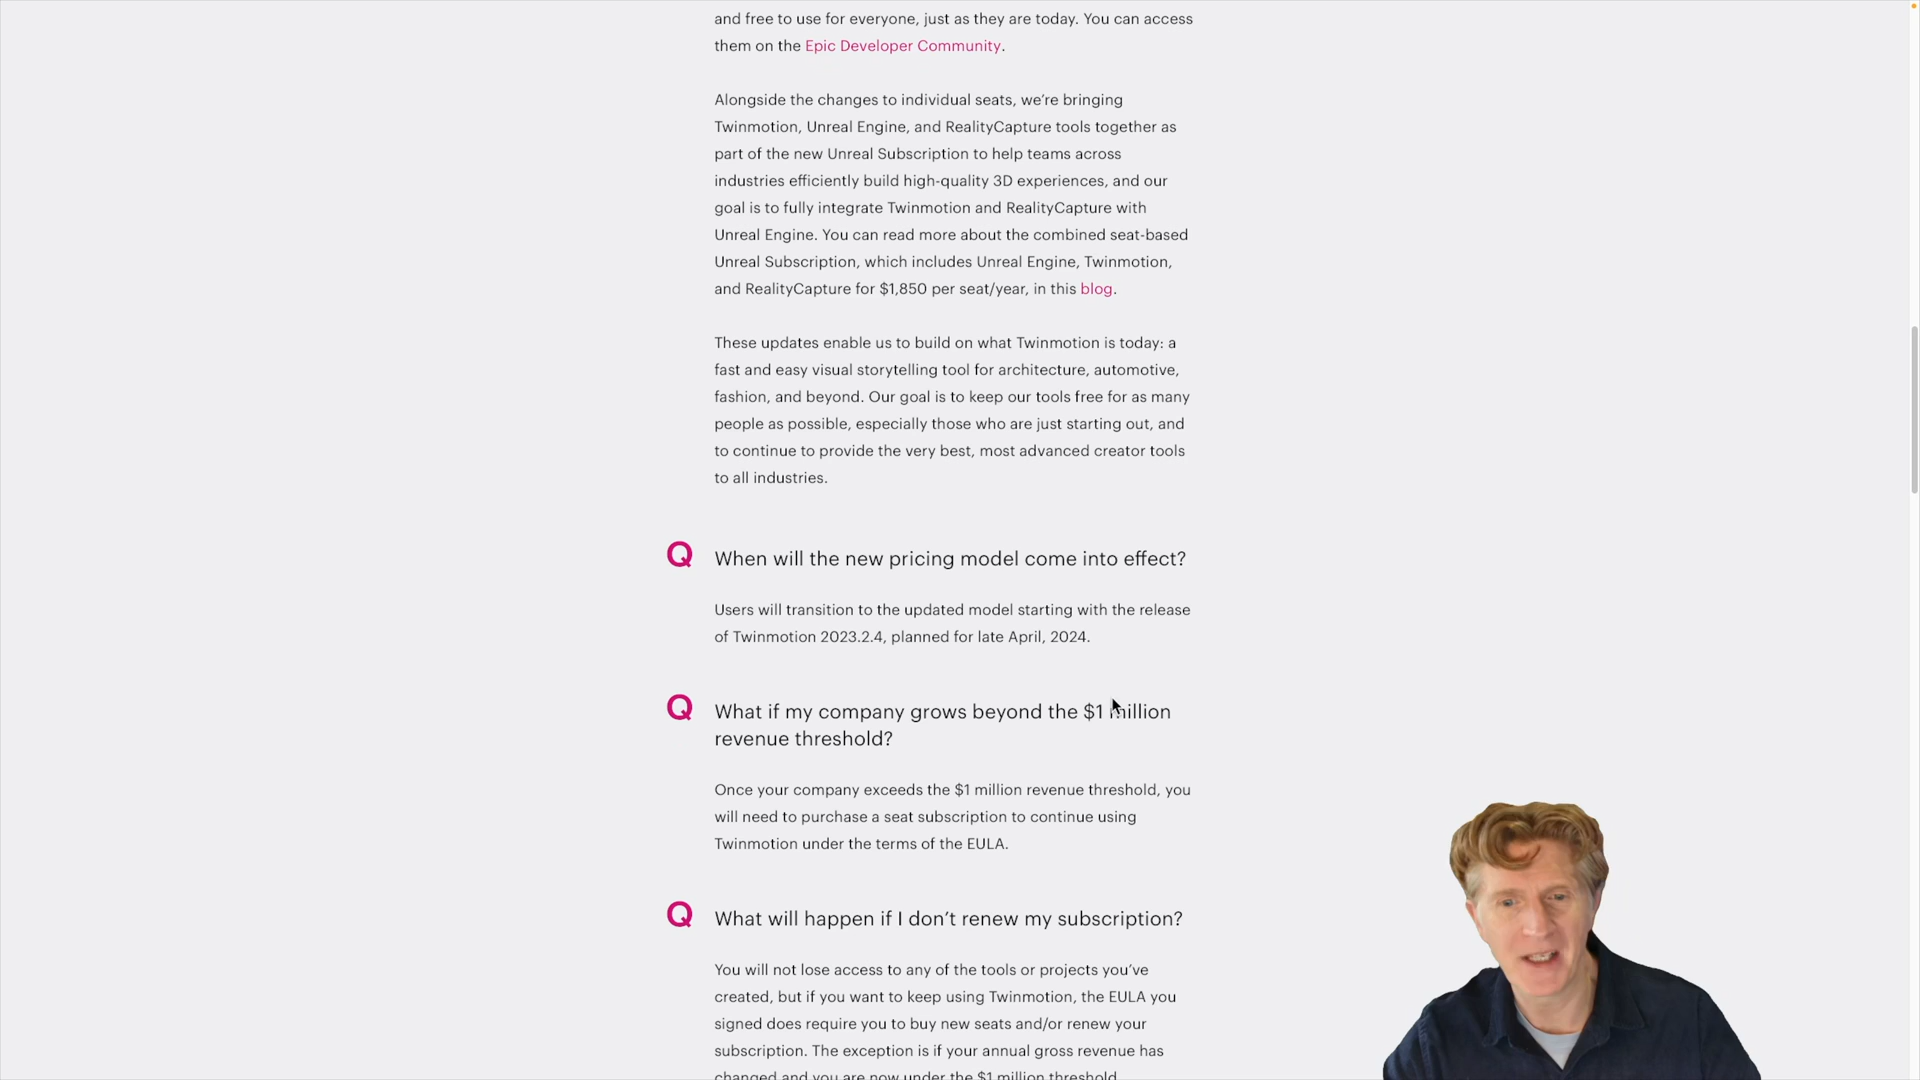 and free to use for everyone, just as they are today. You can access
them on the Epic Developer Community.
Alongside the changes to individual seats, we’re bringing
Twinmotion, Unreal Engine, and RealityCapture tools together as
part of the new Unreal Subscription to help teams across
industries efficiently build high-quality 3D experiences, and our
goal is to fully integrate Twinmotion and RealityCapture with
Unreal Engine. You can read more about the combined seat-based
Unreal Subscription, which includes Unreal Engine, Twinmotion,
and RealityCapture for $1,850 per seat/year, in this blog.
These updates enable us to build on what Twinmotion is today: a
fast and easy visual storytelling tool for architecture, automotive,
fashion, and beyond. Our goal is to keep our tools free for as many
people as possible, especially those who are just starting out, and
to continue to provide the very best, most advanced creator tools
to all industries.
Q When will the new pricing model come into effect?
Users will transition to the updated model starting with the release
of Twinmotion 2023.2.4, planned for late April, 2024.
Q What if my company grows beyond the $1 million
revenue threshold?
Once your company exceeds the $1 million revenue threshold, you
will need to purchase a seat subscription to continue using
Twinmotion under the terms of the EULA.
Q What will happen if I don’t renew my subscription?
You will not lose access to any of the tools or projects you’ve
created, but if you want to keep using Twinmotion, the EULA you
signed does require you to buy new seats and/or renew your
subscription. The exception is if your annual gross revenue has
changed and you are now under the $1 million threshold.